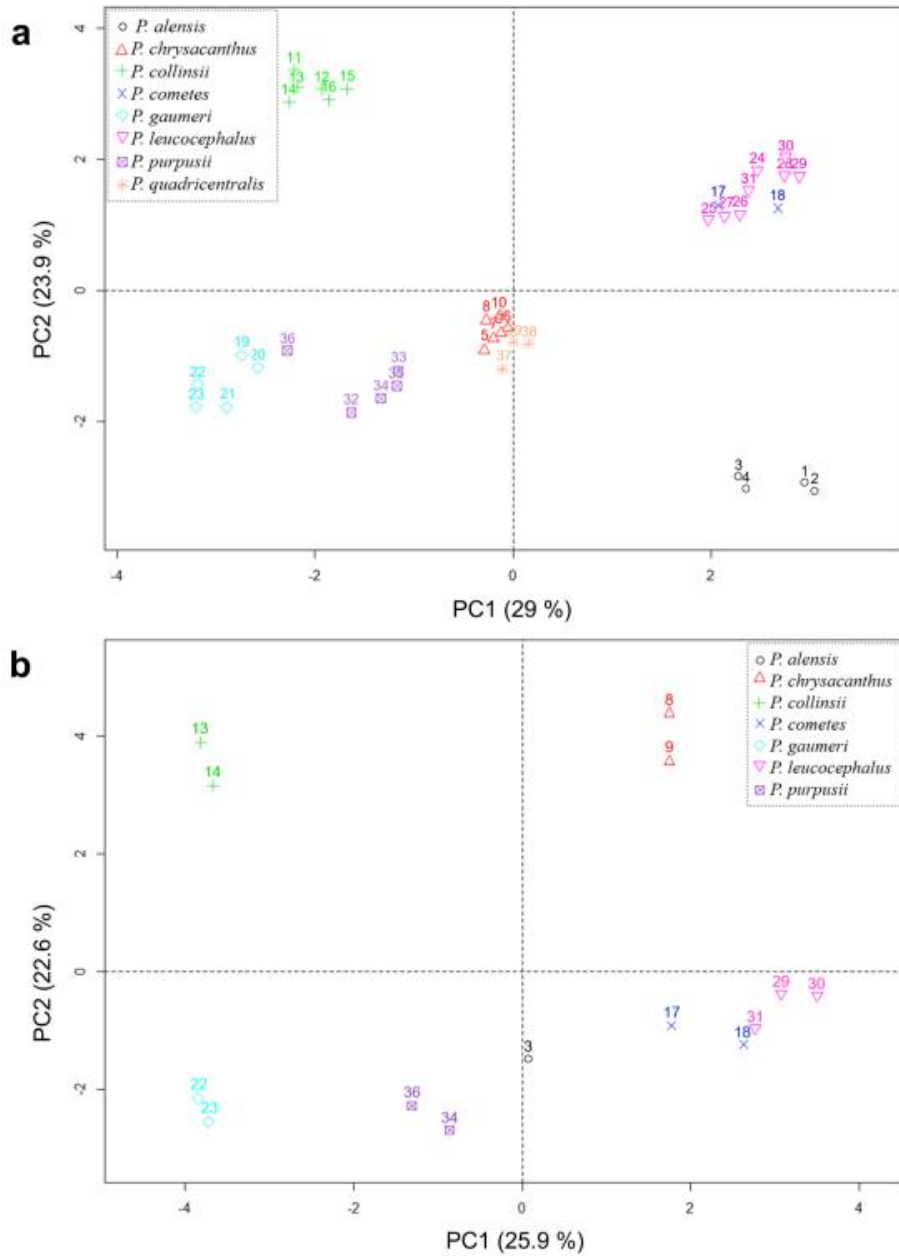 a
P. alensis
P. chrysacanthus
P. collinsii
P. cometes
P. gaumeri
P. leucocephalus
P. purpusii
P. quadricentralis
4
2
0
-2
PC2 (23.9 %)
11
13 12 15
14 16
30
24 28 29
31
17 18
25 27 26
8 10
6
5 7
38
37
19
20
22
23 21
36
33
35
34
32
3
4
1
2
-4 -2 0 2
PC1 (29 %)
b
P. alensis
P. chrysacanthus
P. collinsii
P. cometes
P. gaumeri
P. leucocephalus
P. purpusii
4
2
0
-2
PC2 (22.6 %)
8
13
9
14
29 30
17
31
18
3
22
36
23
34
-4 -2 0 2 4
PC1 (25.9 %)